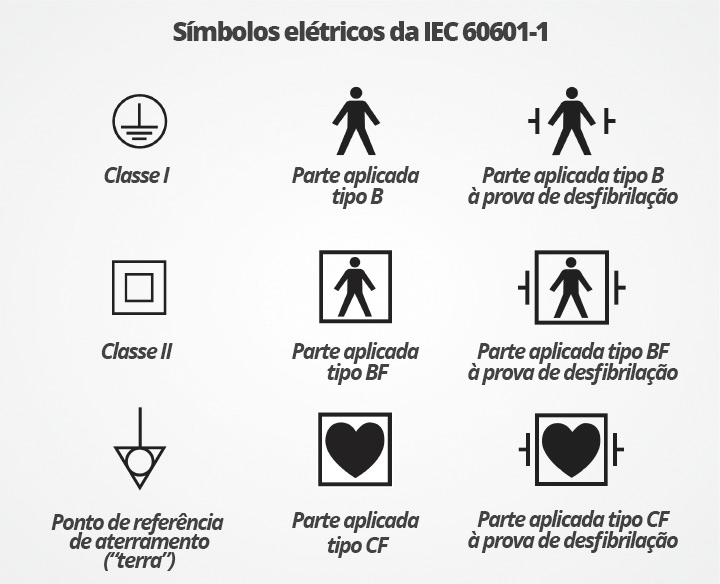 Símbolos elétricos da IEC 60601-1
Classe I
Parte aplicada
tipo B
Parte aplicada tipo B
à prova de desfibrilação
Classe II
Parte aplicada
tipo BF
Parte aplicada tipo BF
à prova de desfibrilação
Ponto de referência
de aterramento
("terra")
Parte aplicada
tipo CF
Parte aplicada tipo CF
à prova de desfibrilação